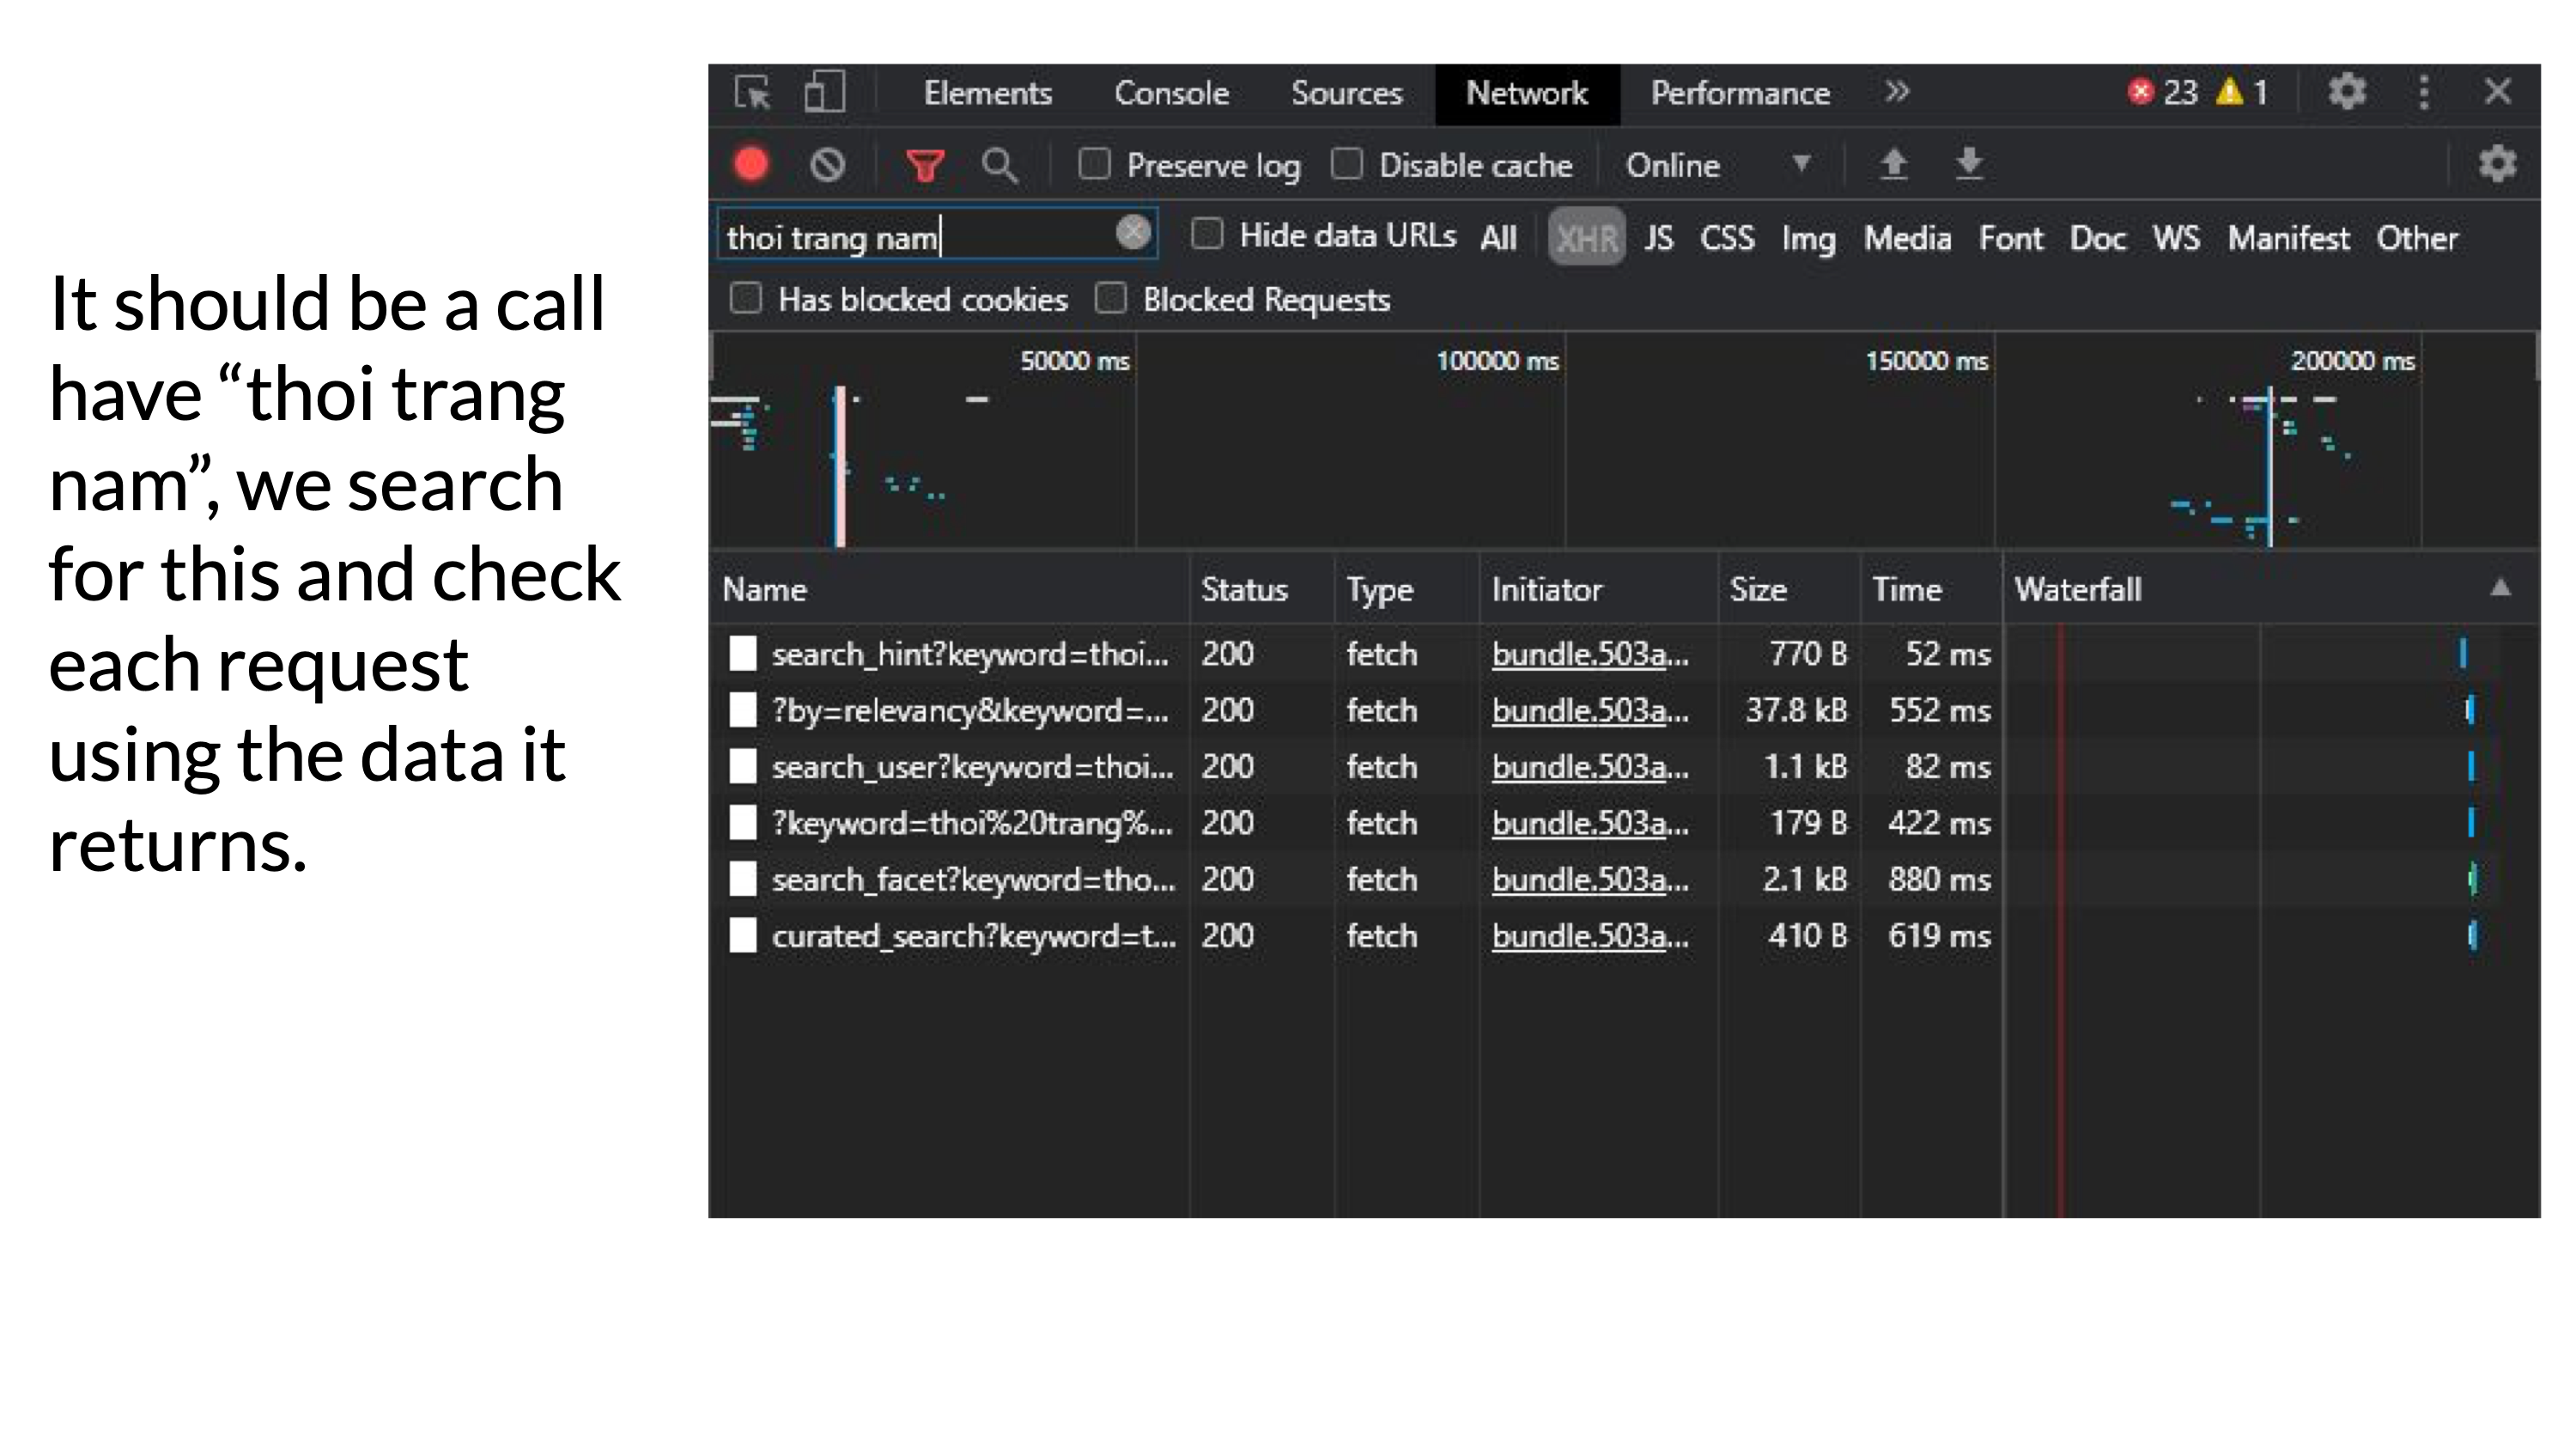 It should be a call
have “thoi trang
nam”, we search
for this and check
each request
using the data it
returns.
Elements Console Sources Network Performance » 23 1
Preserve log Disable cache Online
thoi trang nam Hide data URLs All XHR JS CSS Img Media Font Doc WS Manifest Other
Has blocked cookies Blocked Requests
50000 ms 100000 ms 150000 ms 200000 ms
Name Status Type Initiator Size Time Waterfall
search_hint?keyword=thoi... 200 fetch bundle.503a... 770 B 52 ms
?by=relevancy&keyword=... 200 fetch bundle.503a... 37.8 kB 552 ms
search_user?keyword=thoi... 200 fetch bundle.503a... 1.1 kB 82 ms
?keyword=thoi%20trang%... 200 fetch bundle.503a... 179 B 422 ms
search_facet?keyword=tho... 200 fetch bundle.503a... 2.1 kB 880 ms
curated_search?keyword=t... 200 fetch bundle.503a... 410 B 619 ms